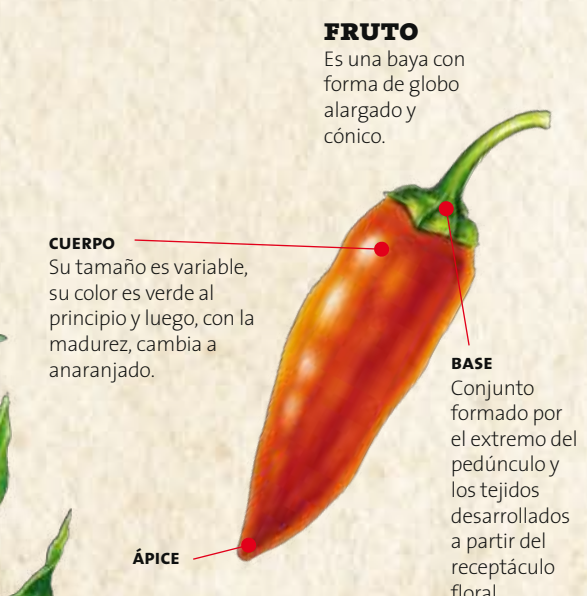 FRUTO
Es una baya con
forma de globo
alargado y
cónico.
CUERPO
Su tamaño es variable,
su color es verde al
principio y luego, con la
madurez, cambia a
anaranjado.
BASE
Conjunto
formado por
el extremo del
pedúnculo y
los tejidos
desarrollados
a partir del
receptáculo
floral
ÁPICE